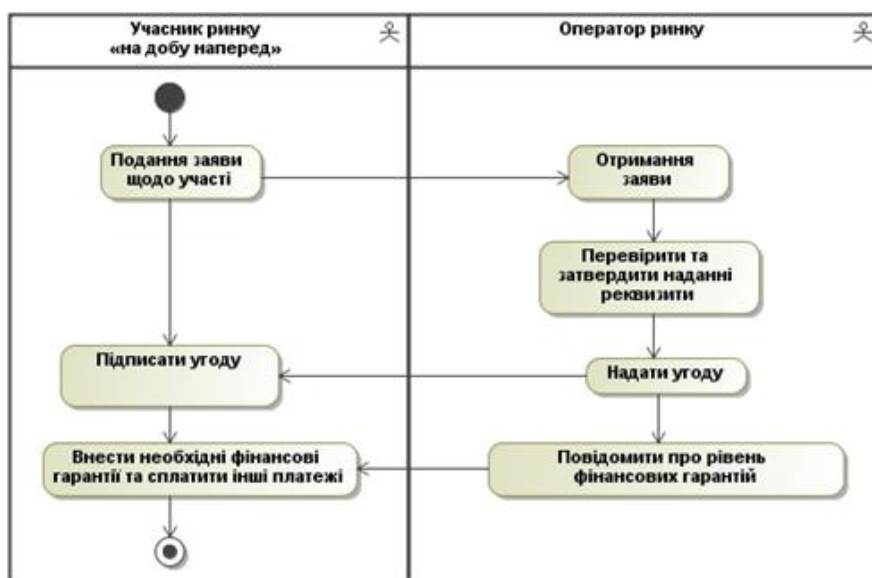 Учасник ринку
«на добу наперед»
Оператор ринку
Подання заяви
щодо участі
Отримання
заяви
Перевірити та
затвердити наданні
реквизити
Підписати угоду
Надати угоду
Внести необхідні фінансові
гарантії та сплатити інші платежі
Повідомити про рівень
фінансових гарантій